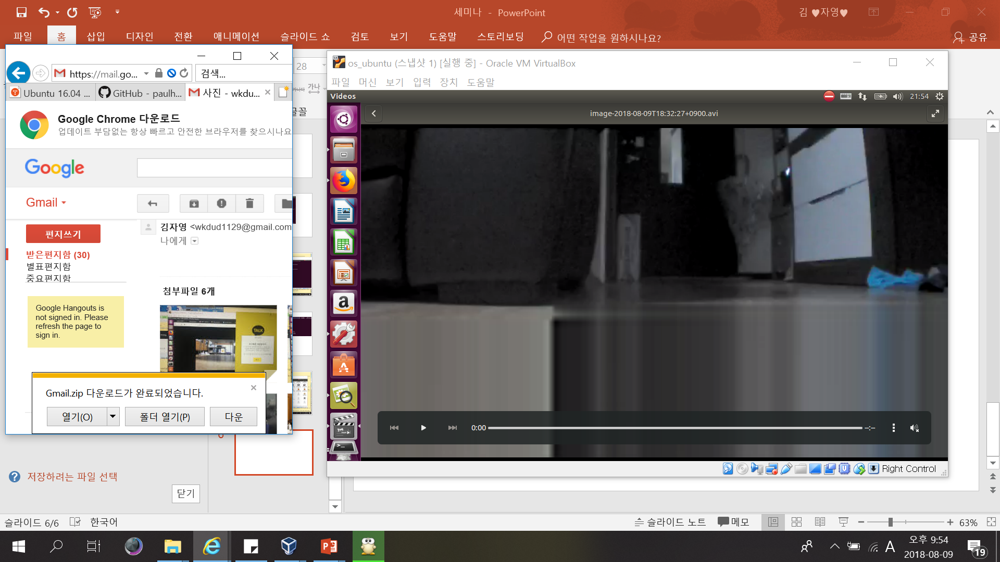 세미나 - PowerPoint
김 ♥자영♥
파일 홈 삽입 디자인 전환 애니메이션 슬라이드 쇼 검토 보기 도움말 스토리보딩 어떤 작업을 원하시나요? 공유
https://mail.go...
검색...
Ubuntu 16.04 ...
GitHub - paulh...
사진 - wkdu...
28
가나
글꼴
Google Chrome 다운로드
업데이트 부담없는 항상 빠르고 안전한 브라우저를 찾으시나요
Google
Gmail
편지쓰기
김자영 <wkdud1129@gmail.com
나에게
받은편지함 (30)
별표편지함
중요편지함
첨부파일 6개
Google Hangouts is
not signed in. Please
refresh the page to
sign in.
TALK
Gmail.zip 다운로드가 완료되었습니다.
열기(O)
폴더 열기(P)
다운
저장하려는 파일 선택
닫기
os_ubuntu (스냅샷 1) [실행 중] - Oracle VM VirtualBox
파일 머신 보기 입력 장치 도움말
Videos
21:54
image-2018-08-09T18:32:27+0900.avi
0:00
--:--
Right Control
슬라이드 6/6
한국어
슬라이드 노트
메모
63%
A
오후 9:54
2018-08-09
19